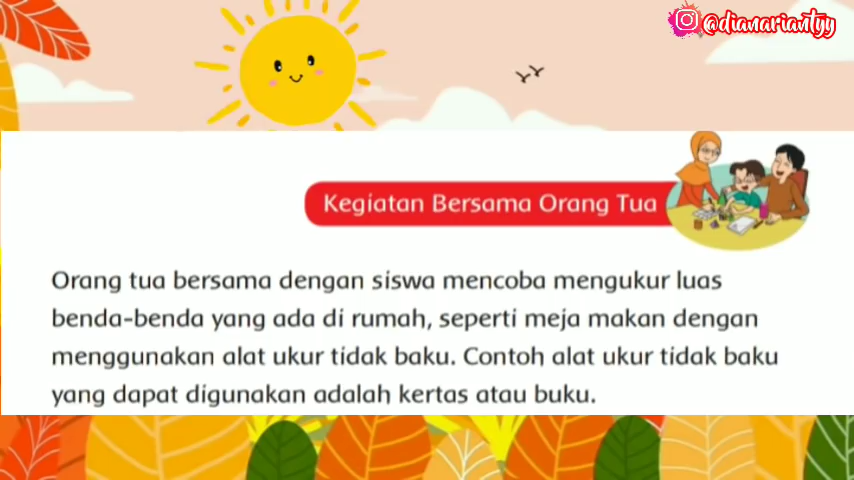 @dianariantyy
Kegiatan Bersama Orang Tua
Orang tua bersama dengan siswa mencoba mengukur luas
benda-benda yang ada di rumah, seperti meja makan dengan
menggunakan alat ukur tidak baku. Contoh alat ukur tidak baku
yang dapat digunakan adalah kertas atau buku.